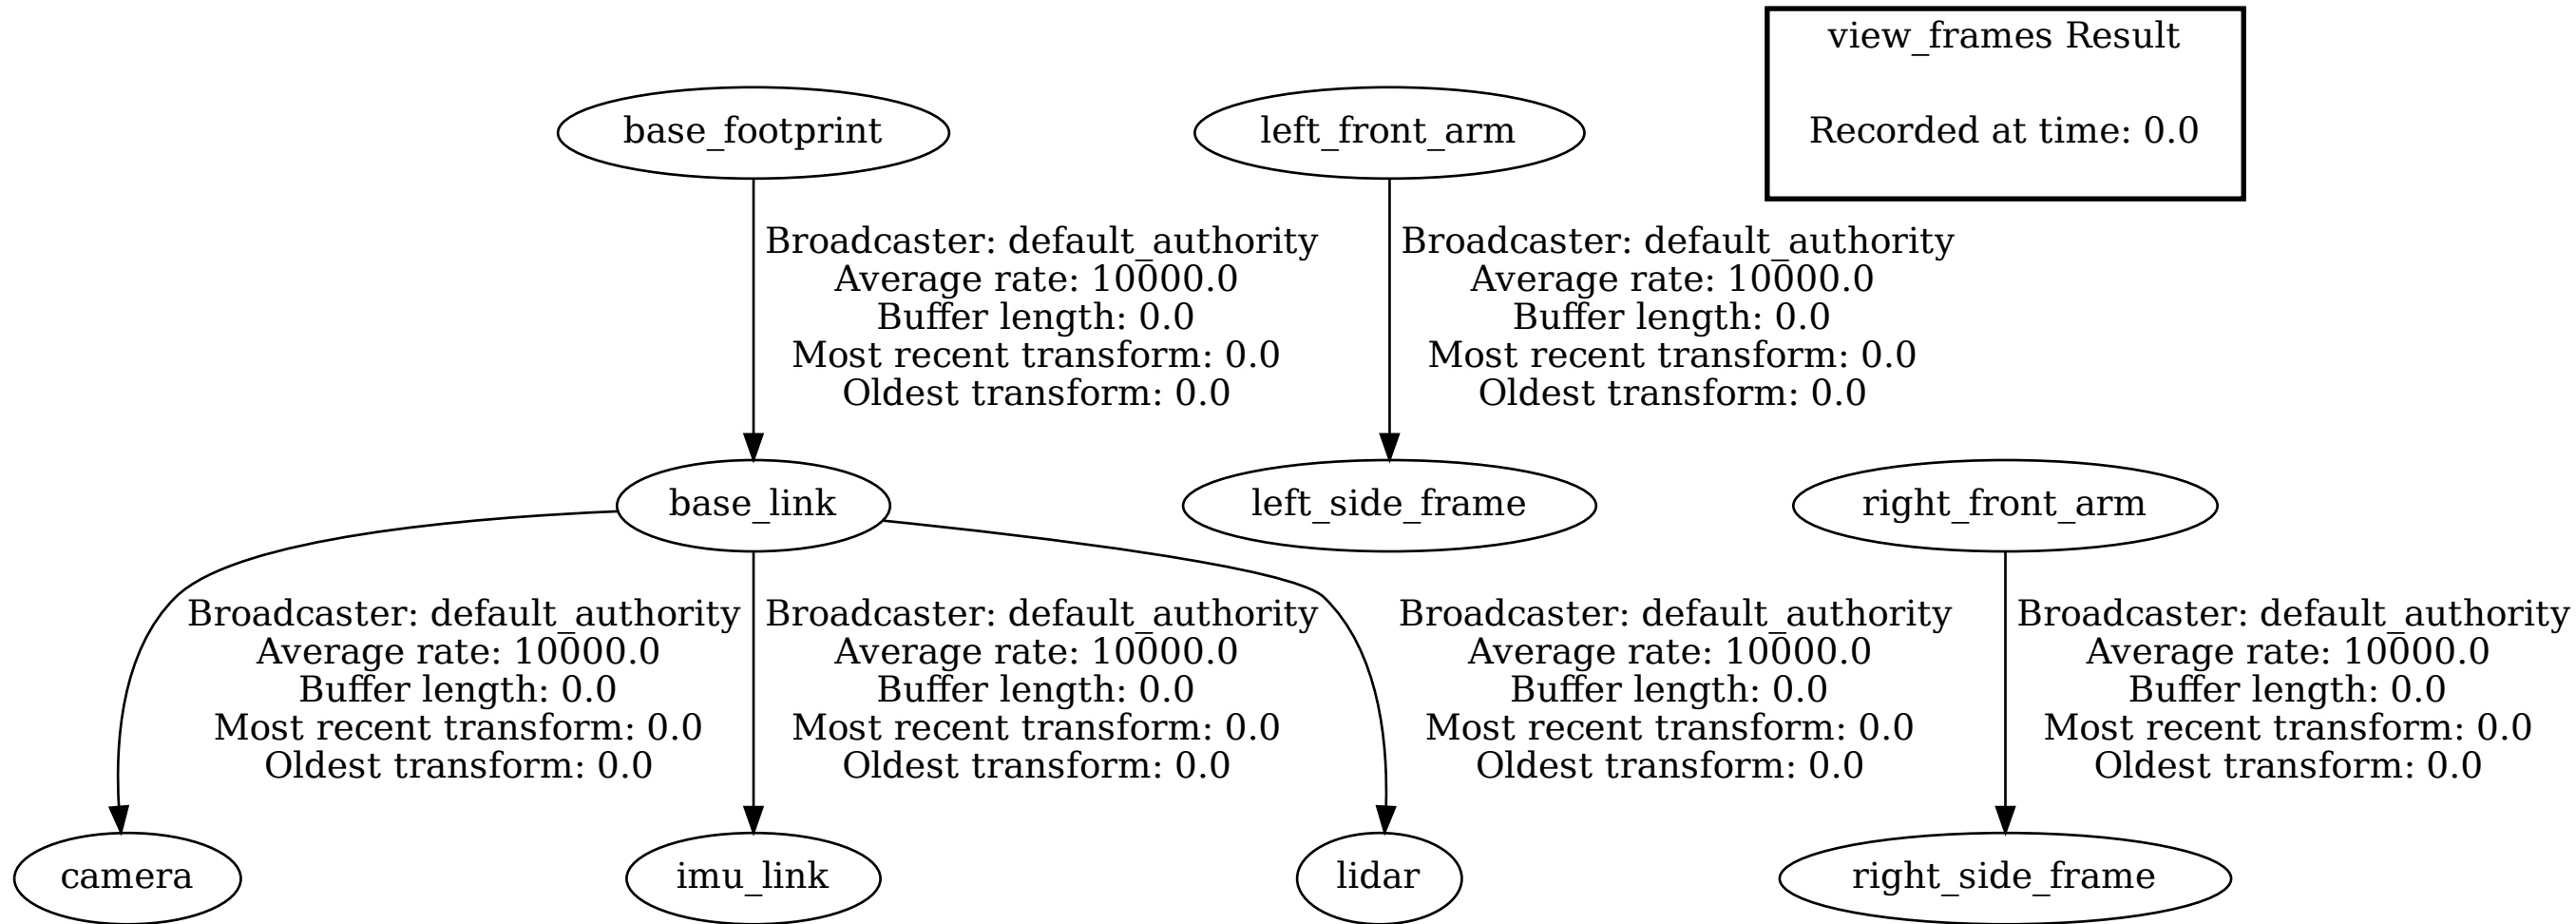 view_frames Result
Recorded at time: 0.0
base_footprint
left_front_arm
Broadcaster: default_authority
Average rate: 10000.0
Buffer length: 0.0
Most recent transform: 0.0
Oldest transform: 0.0
Broadcaster: default_authority
Average rate: 10000.0
Buffer length: 0.0
Most recent transform: 0.0
Oldest transform: 0.0
base_link
left_side_frame
right_front_arm
Broadcaster: default_authority
Average rate: 10000.0
Buffer length: 0.0
Most recent transform: 0.0
Oldest transform: 0.0
Broadcaster: default_authority
Average rate: 10000.0
Buffer length: 0.0
Most recent transform: 0.0
Oldest transform: 0.0
Broadcaster: default_authority
Average rate: 10000.0
Buffer length: 0.0
Most recent transform: 0.0
Oldest transform: 0.0
Broadcaster: default_authority
Average rate: 10000.0
Buffer length: 0.0
Most recent transform: 0.0
Oldest transform: 0.0
camera
imu_link
lidar
right_side_frame